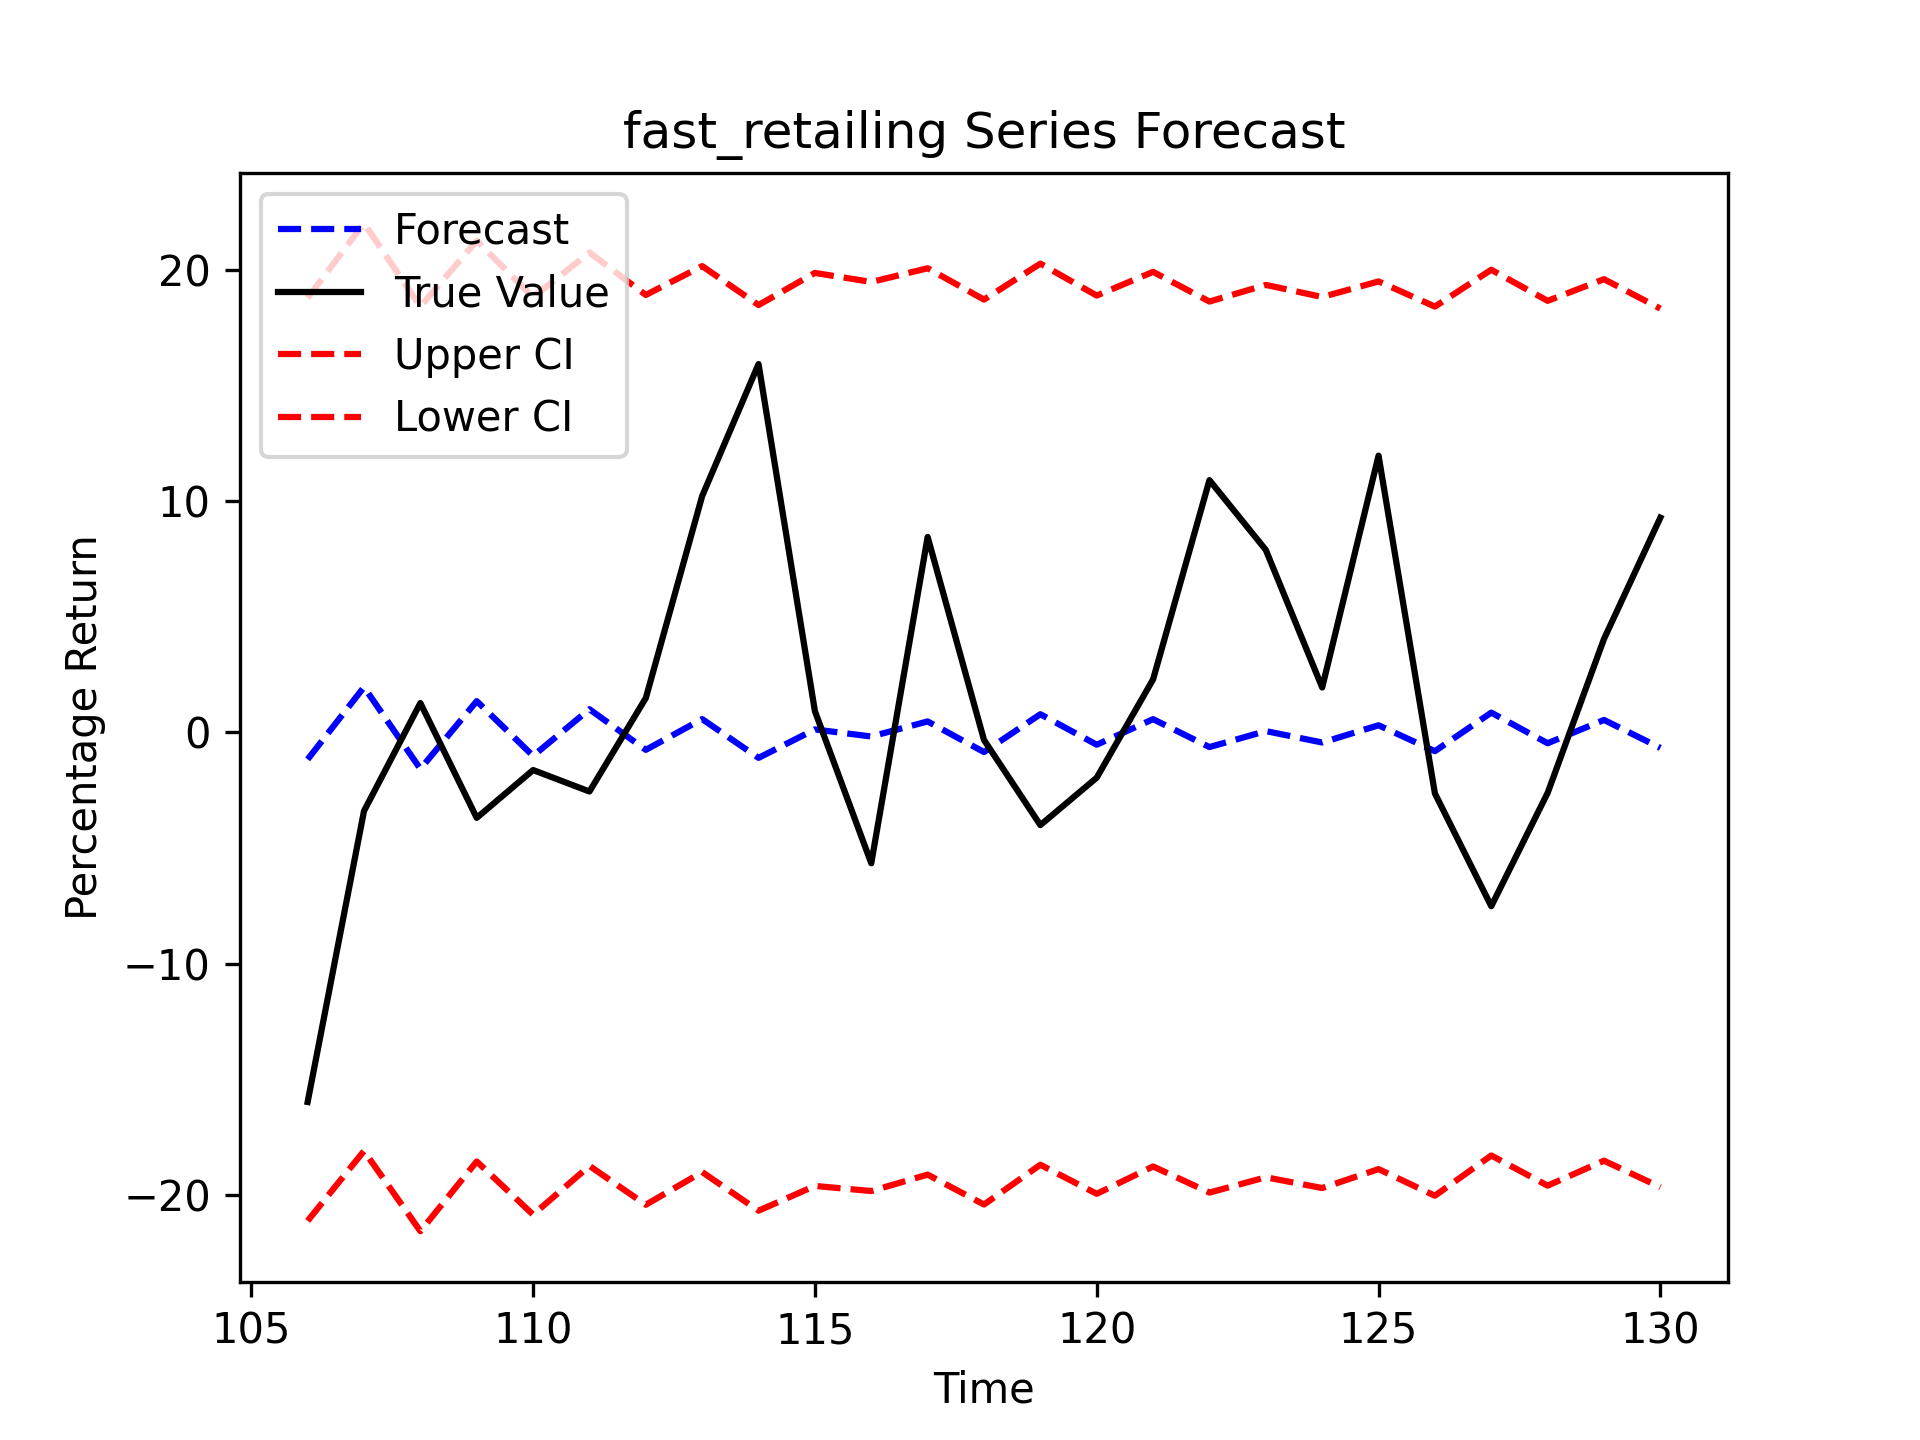 fast_retailing Series Forecast
Forecast
True Value
Upper CI
Lower CI
Percentage Return
20
10
0
−10
−20
105 110 115 120 125 130
Time